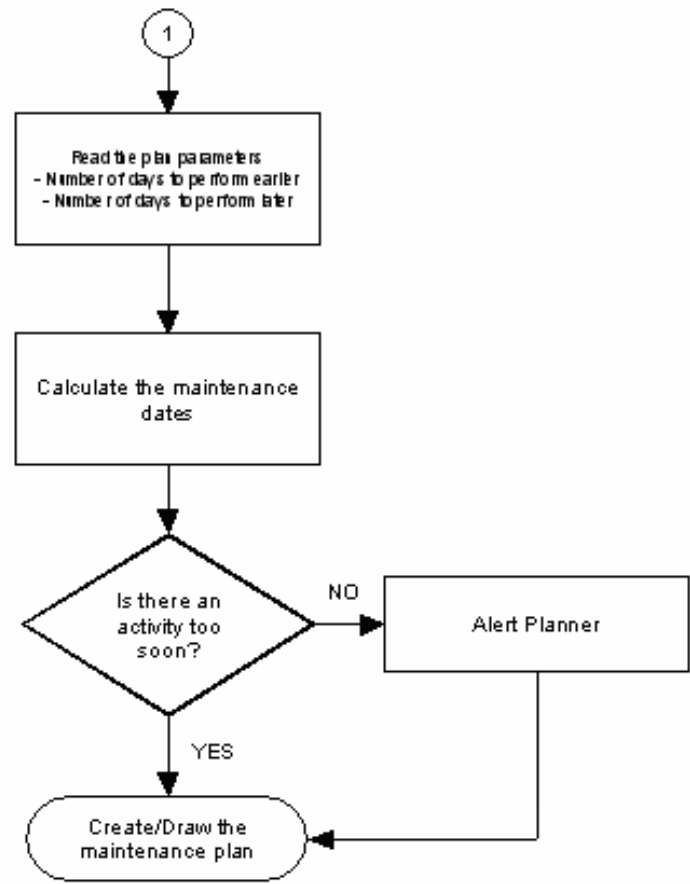 1
Read the plan parameters
- Number of days to perform earlier
- Number of days to perform later
Calculate the maintenance
dates
Is there an
activity too
soon?
NO
Alert Planner
YES
Create/Draw the
maintenance plan